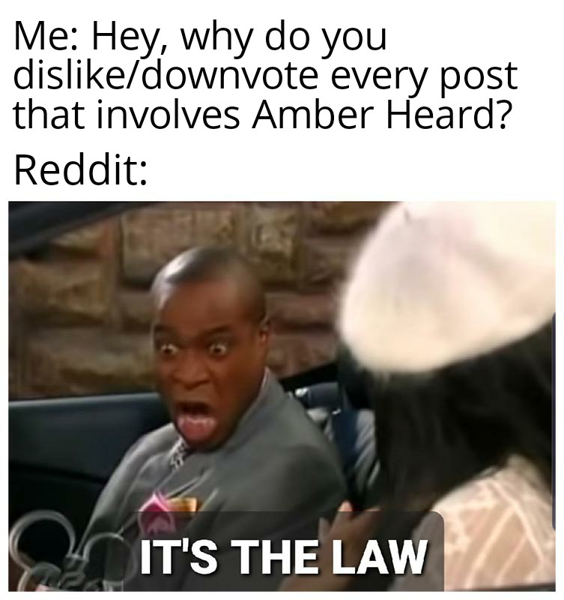 Me: Hey, why do you
dislike/downvote every post
that involves Amber Heard?
Reddit:
IT'S THE LAW